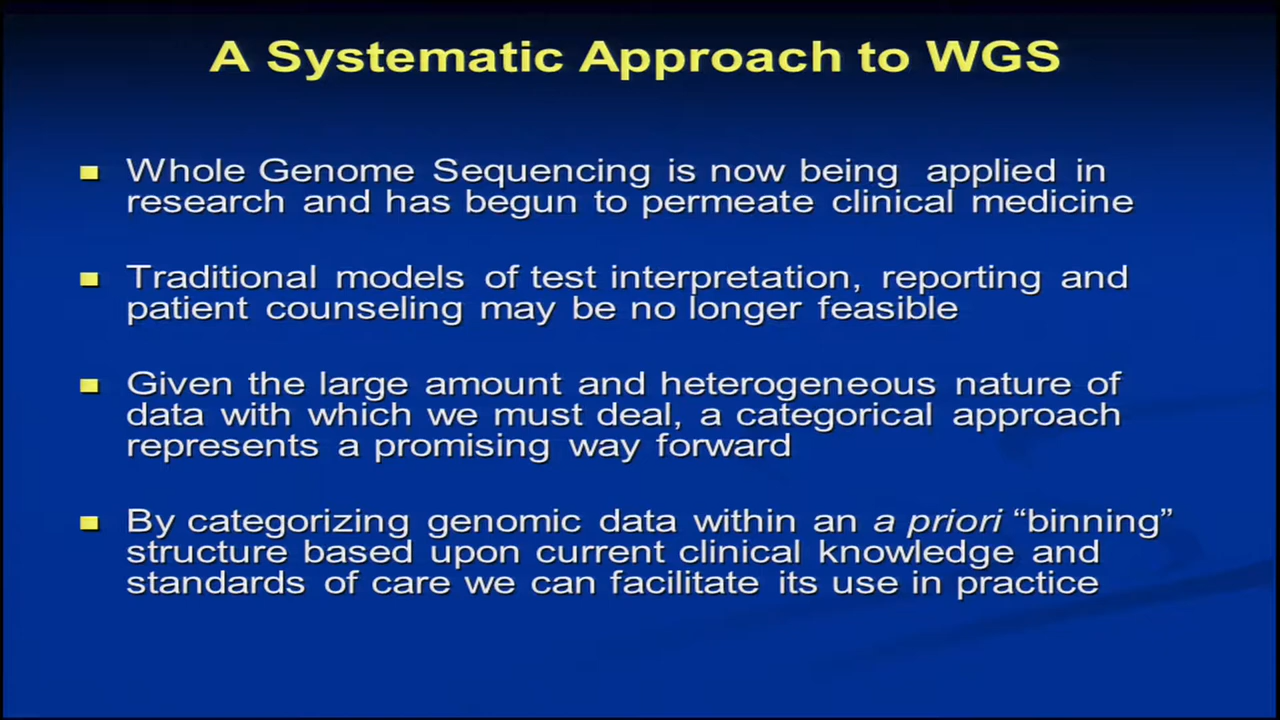 A Systematic Approach to WGS
Whole Genome Sequencing is now being applied in
research and has begun to permeate clinical medicine
Traditional models of test interpretation, reporting and
patient counseling may be no longer feasible
Given the large amount and heterogeneous nature of
data with which we must deal, a categorical approach
represents a promising way forward
By categorizing genomic data within an a priori “binning”
structure based upon current clinical knowledge and
standards of care we can facilitate its use in practice